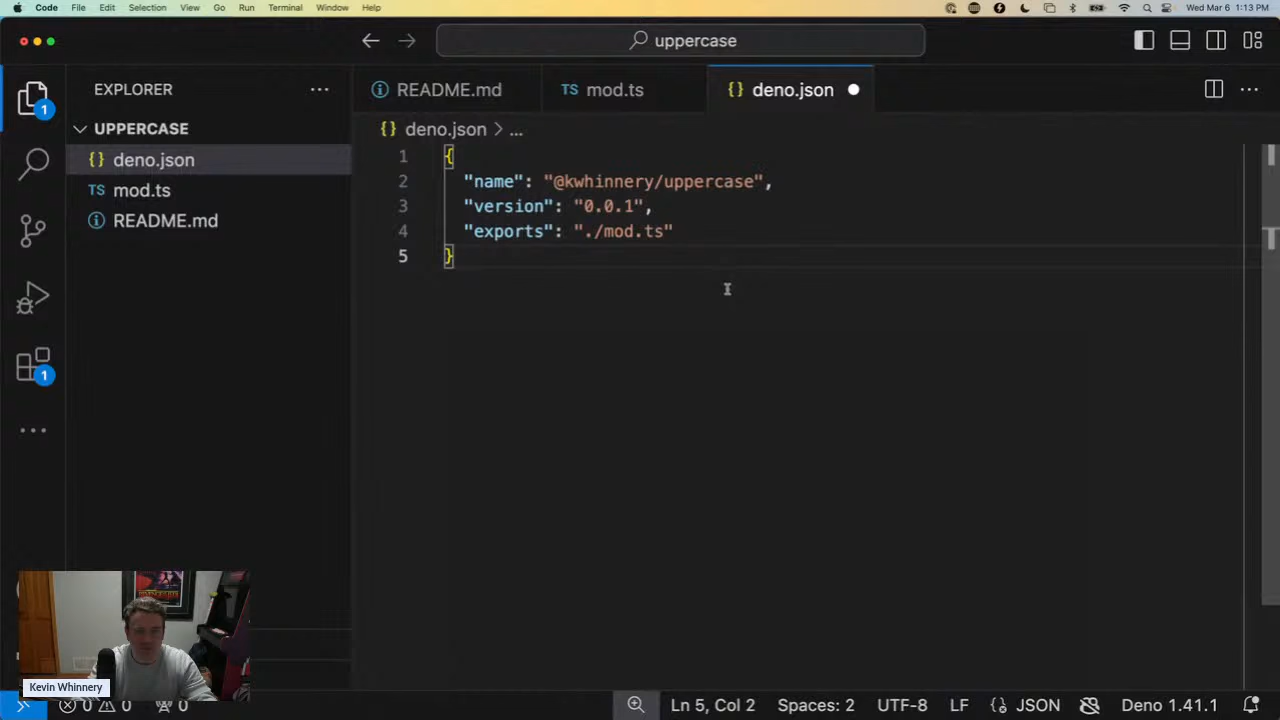 Code File Edit Selection View Go Run Terminal Window Help Wed Mar 6 1:13 PM
uppercase
EXPLORER
README.md
mod.ts
deno.json
UPPERCASE
deno.json
mod.ts
README.md
deno.json > ...
1 {
2 "name": "@kwhinnery/uppercase",
3 "version": "0.0.1",
4 "exports": "./mod.ts"
5 }
1
1
TS
TS
Kevin Whinnery
0 0 0 Ln 5, Col 2 Spaces: 2 UTF-8 LF {} JSON Deno 1.41.1